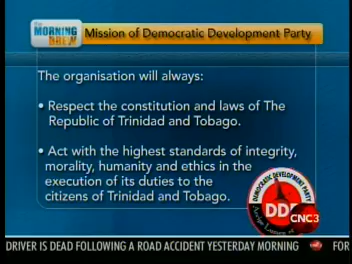 THE
MORNING
BREW
Mission of Democratic Development Party
The organisation will always:
• Respect the constitution and laws of The
Republic of Trinidad and Tobago.
• Act with the highest standards of integrity,
morality, humanity and ethics in the
execution of its duties to the
citizens of Trinidad and Tobago.
DEMOCRATIC DEVELOPMENT PARTY
CNC3
DRIVER IS DEAD FOLLOWING A ROAD ACCIDENT YESTERDAY MORNING
FOR